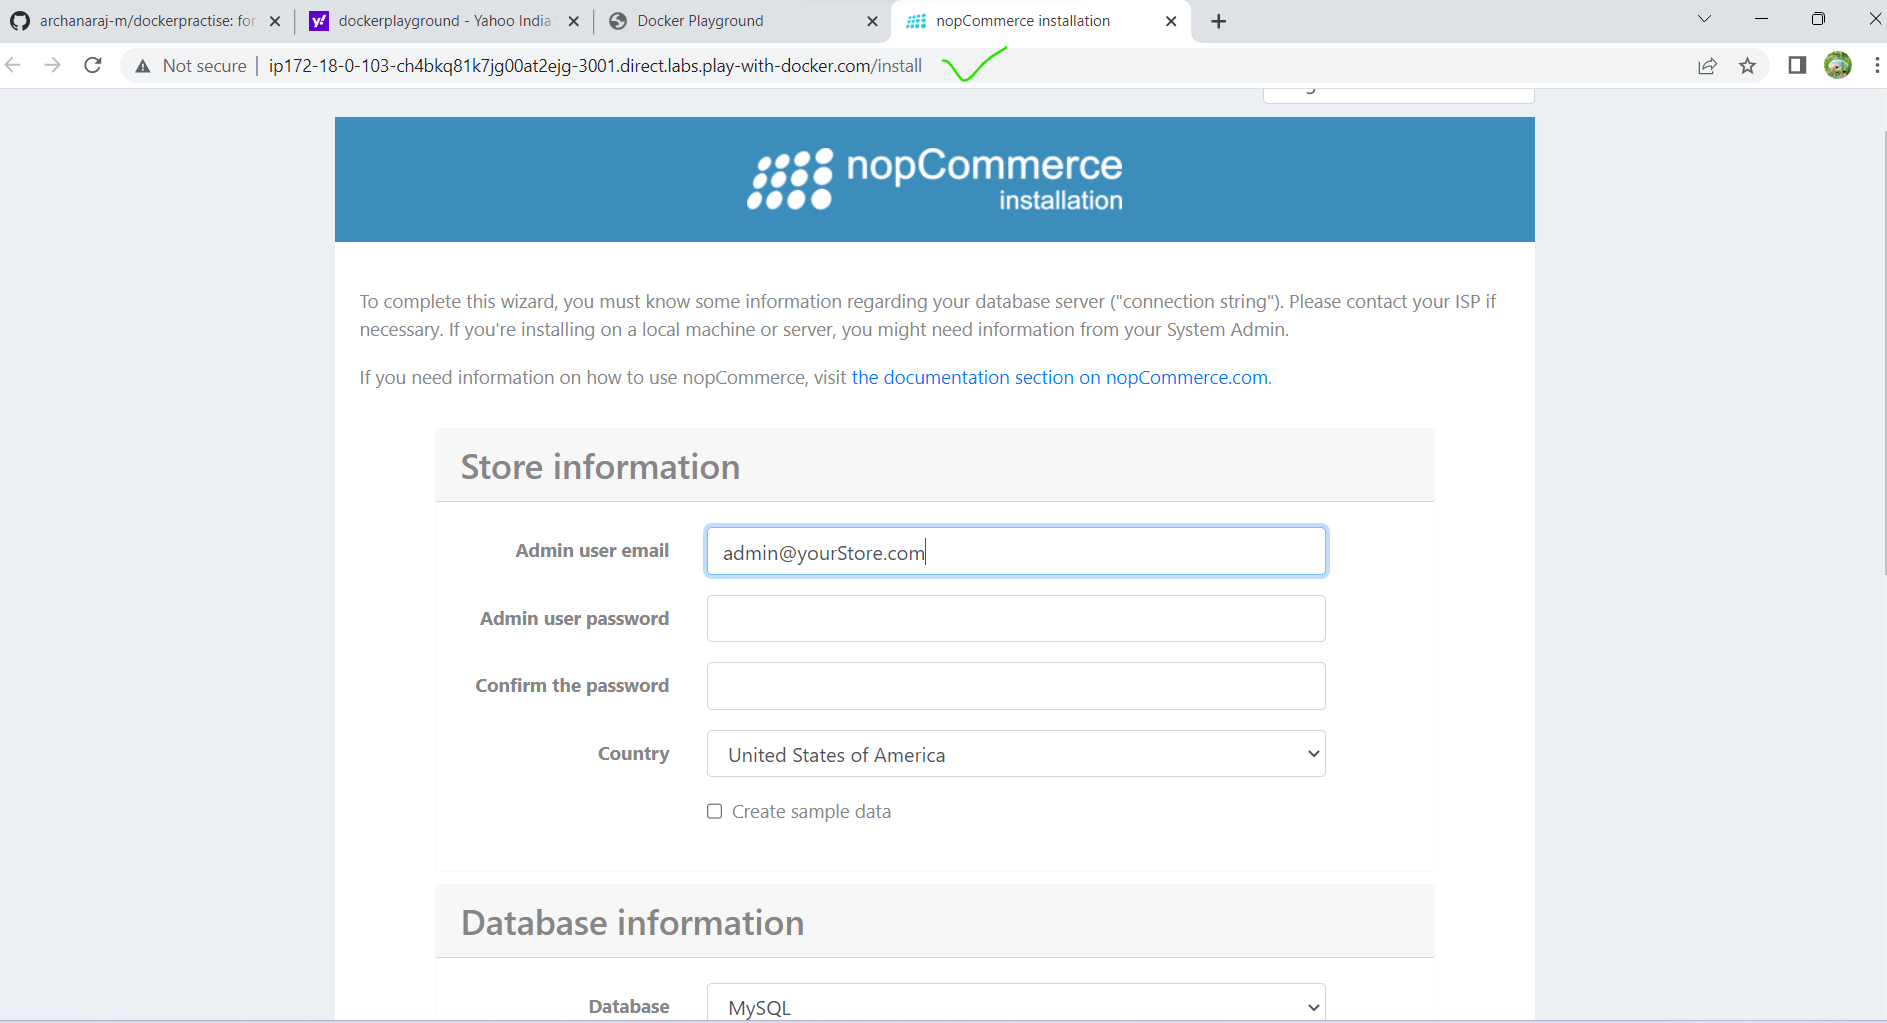 archanaraj-m/dockerpractise: for
dockerplayground - Yahoo India
Docker Playground
nopCommerce installation
Not secure
ip172-18-0-103-ch4bkq81k7jg00at2ejg-3001.direct.labs.play-with-docker.com/install
nopCommerce
installation
To complete this wizard, you must know some information regarding your database server ("connection string"). Please contact your ISP if
necessary. If you're installing on a local machine or server, you might need information from your System Admin.
If you need information on how to use nopCommerce, visit the documentation section on nopCommerce.com.
Store information
Admin user email
admin@yourStore.com
Admin user password
Confirm the password
Country
United States of America
Create sample data
Database information
Database
MySQL